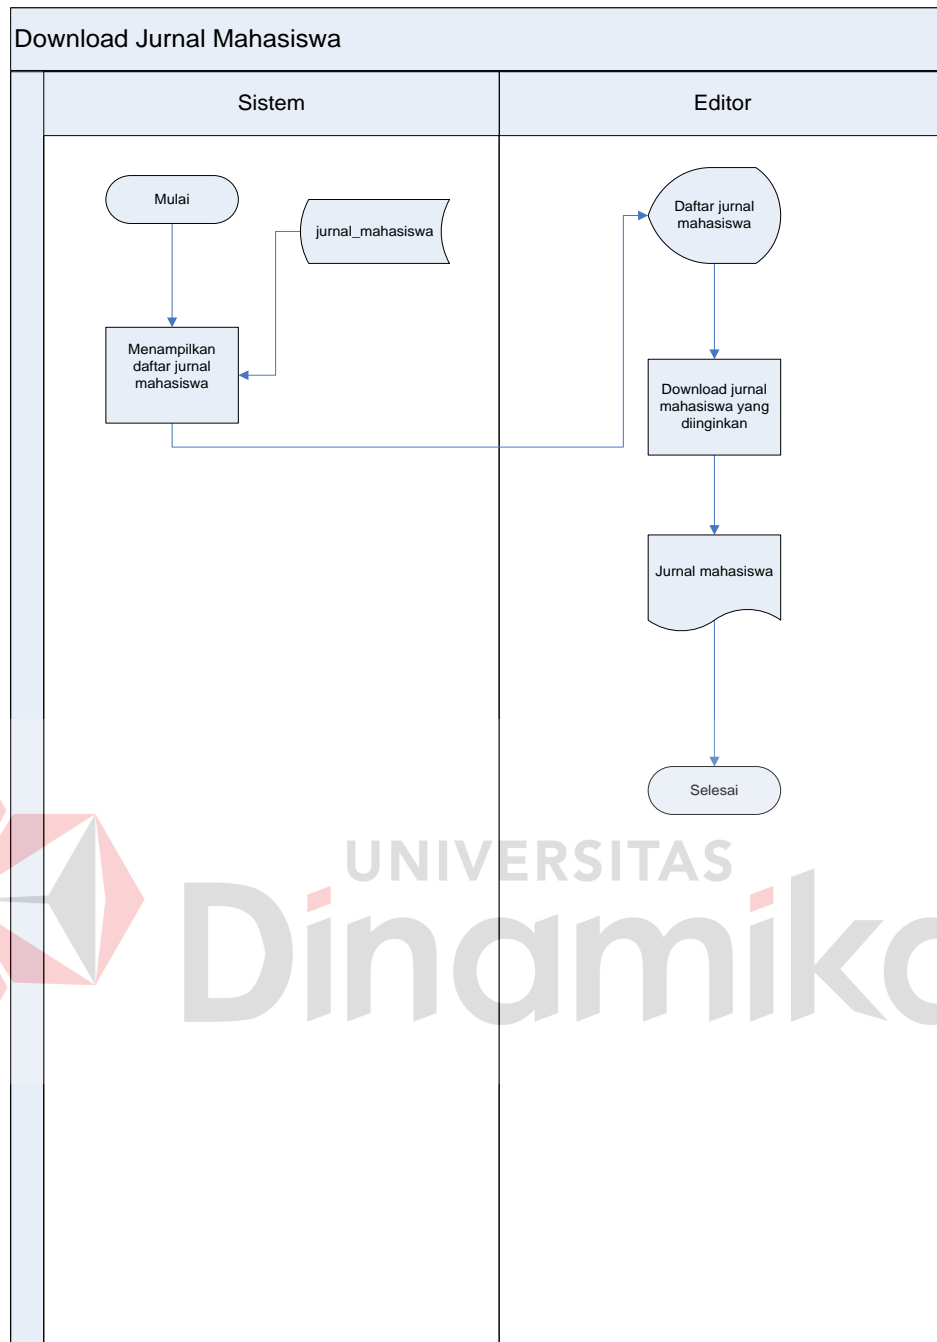 Download Jurnal Mahasiswa
Sistem
Editor
Mulai
jurnal_mahasiswa
Menampilkan
daftar jurnal
mahasiswa
Daftar jurnal
mahasiswa
Download jurnal
mahasiswa yang
diinginkan
Jurnal mahasiswa
Selesai
UNIVERSITAS
Dinamika